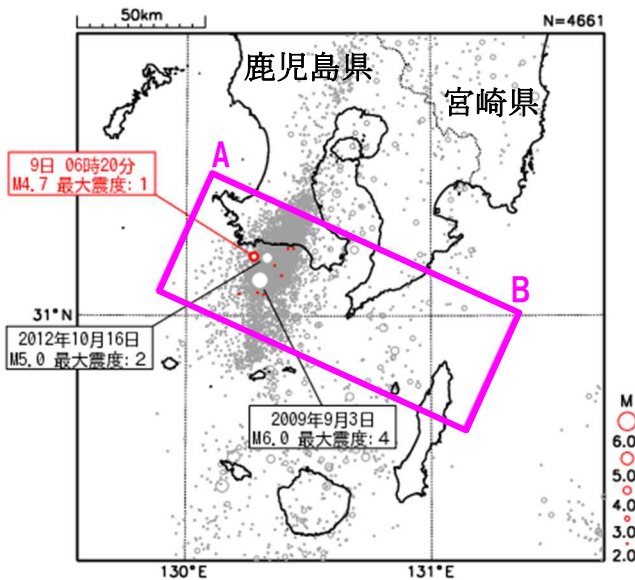 50km
N=4661
鹿児島県
宮崎県
9日 06時20分
M4.7 最大震度:1
A
B
31°N
2012年10月16日
M5.0 最大震度:2
2009年9月3日
M6.0 最大震度:4
M
6.0
5.0
4.0
3.0
2.0
130°E
131°E